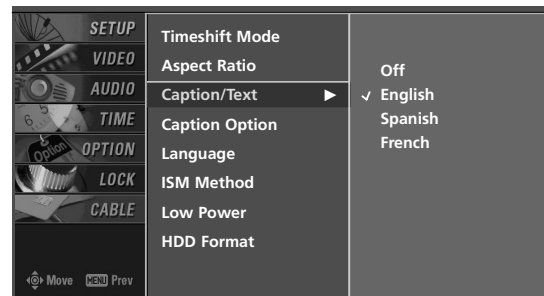 SETUP
VIDEO
AUDIO
TIME
OPTION
LOCK
CABLE
Move MENU Prev
Timeshift Mode
Aspect Ratio
Caption/Text
Caption Option
Language
ISM Method
Low Power
HDD Format
Off
English
Spanish
French